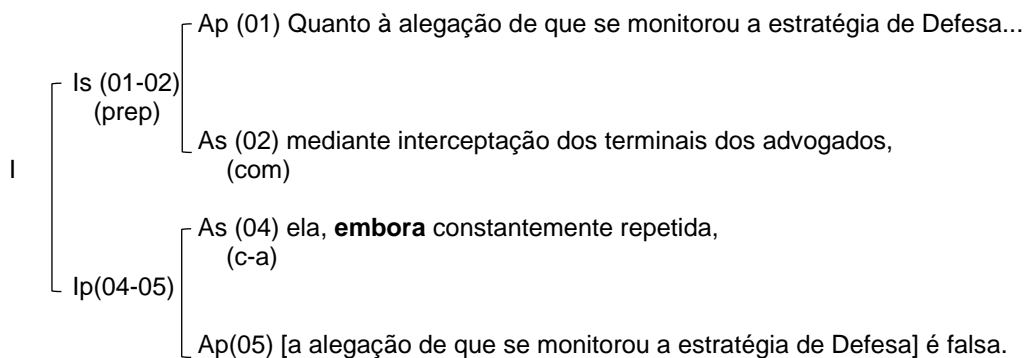 Ap (01) Quanto à alegação de que se monitorou a estratégia de Defesa...
Is (01-02)
(prep)
As (02) mediante interceptação dos terminais dos advogados,
(com)
I
As (04) ela, embora constantemente repetida,
(c-a)
Ip(04-05)
Ap(05) [a alegação de que se monitorou a estratégia de Defesa] é falsa.